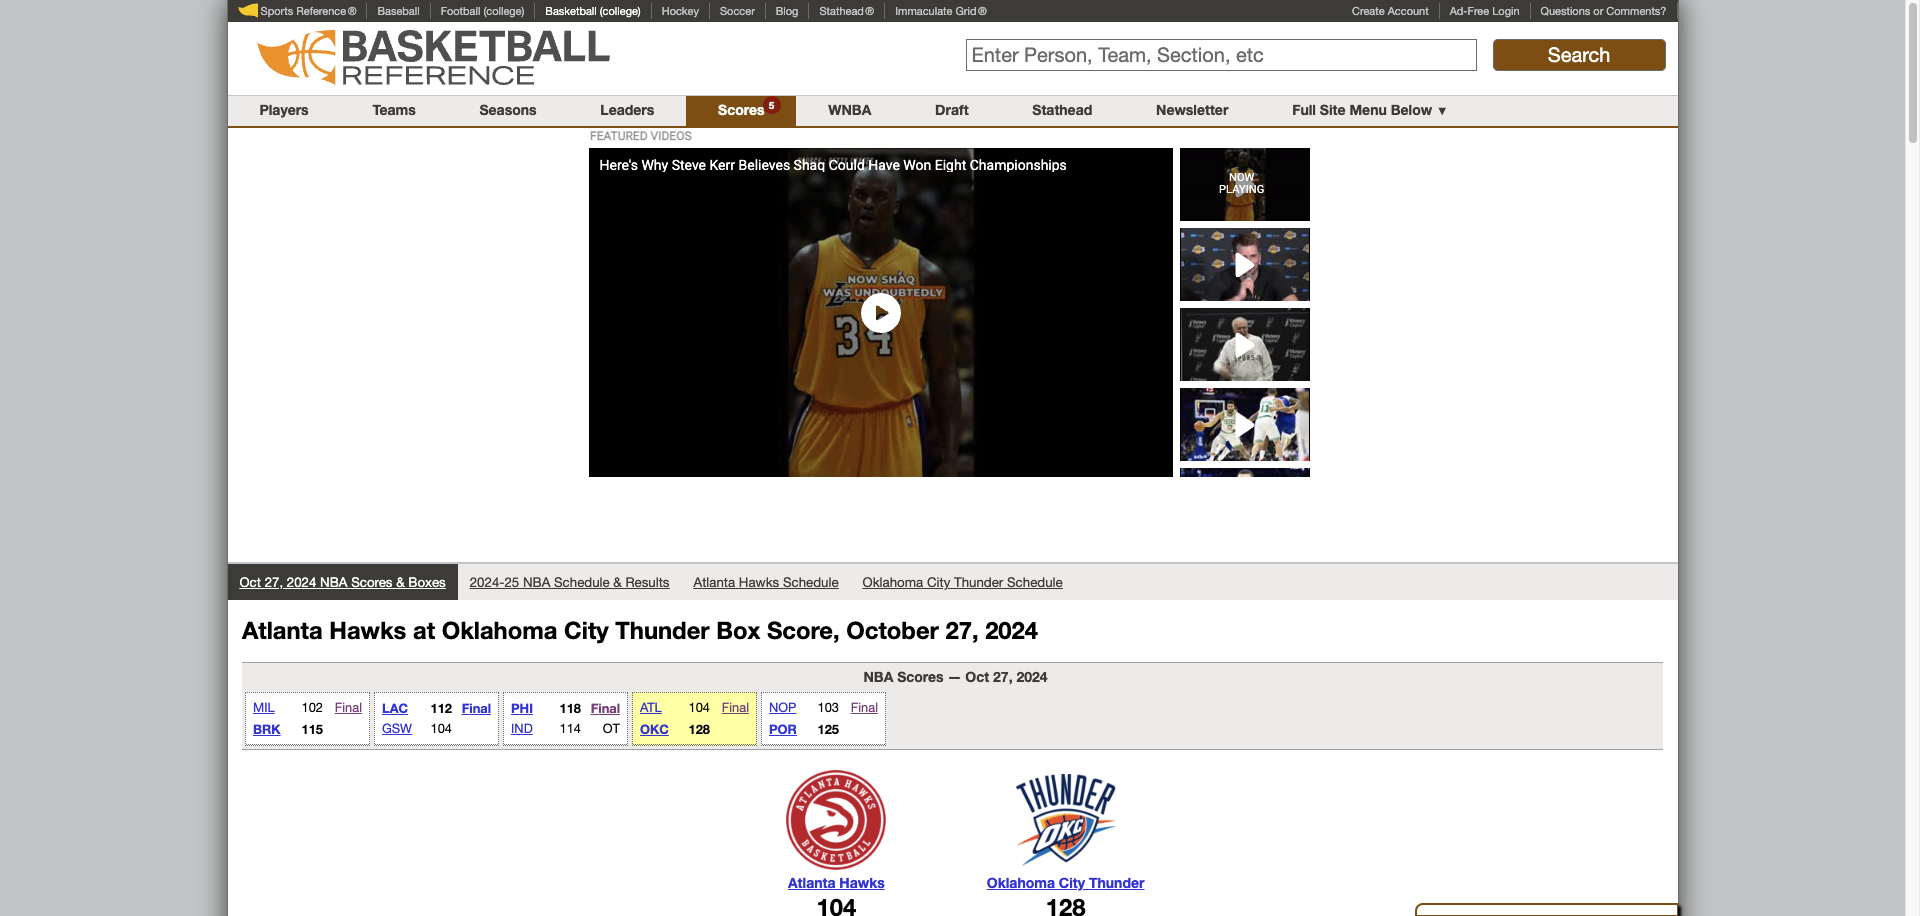 Sports Reference®
Baseball
Football (college)
Basketball (college)
Hockey
Soccer
Blog
Stathead®
Immaculate Grid®
Create Account
Ad-Free Login
Questions or Comments?
BASKETBALL
REFERENCE
Enter Person, Team, Section, etc
Search
Players
Teams
Seasons
Leaders
Scores 5
WNBA
Draft
Stathead
Newsletter
Full Site Menu Below ▼
FEATURED VIDEOS
Here's Why Steve Kerr Believes Shaq Could Have Won Eight Championships
NOW SHAQ
WAS UNDOUBTEDLY
34
NOW
PLAYING
Oct 27, 2024 NBA Scores & Boxes
2024-25 NBA Schedule & Results
Atlanta Hawks Schedule
Oklahoma City Thunder Schedule
Atlanta Hawks at Oklahoma City Thunder Box Score, October 27, 2024
NBA Scores — Oct 27, 2024
MIL 102 Final
BRK 115
LAC 112 Final
GSW 104
PHI 118 Final
IND 114 OT
ATL 104 Final
OKC 128
NOP 103 Final
POR 125
ATLANTA HAWKS
BASKETBALL
THUNDER
OKC
Atlanta Hawks
Oklahoma City Thunder
104
128